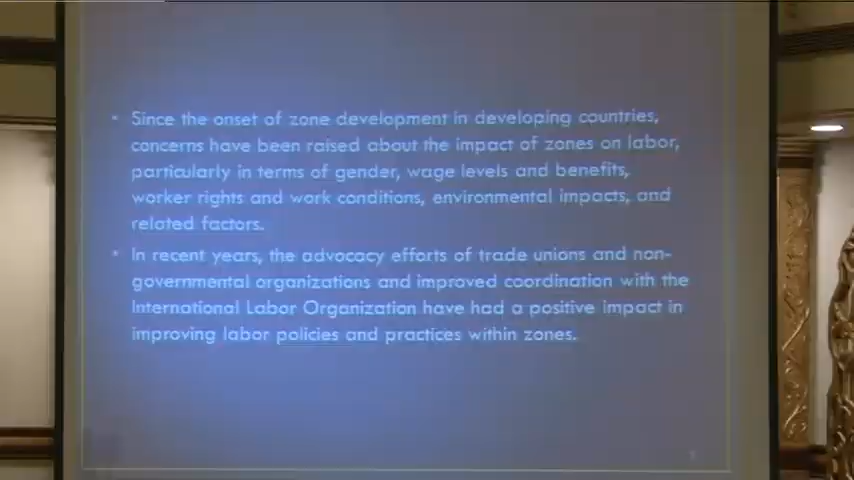 • Since the onset of zone development in developing countries,
concerns have been raised about the impact of zones on labor,
particularly in terms of gender, wage levels and benefits,
worker rights and work conditions, environmental impacts, and
related factors.
• In recent years, the advocacy efforts of trade unions and non-
governmental organizations and improved coordination with the
International Labor Organization have had a positive impact in
improving labor policies and practices within zones.